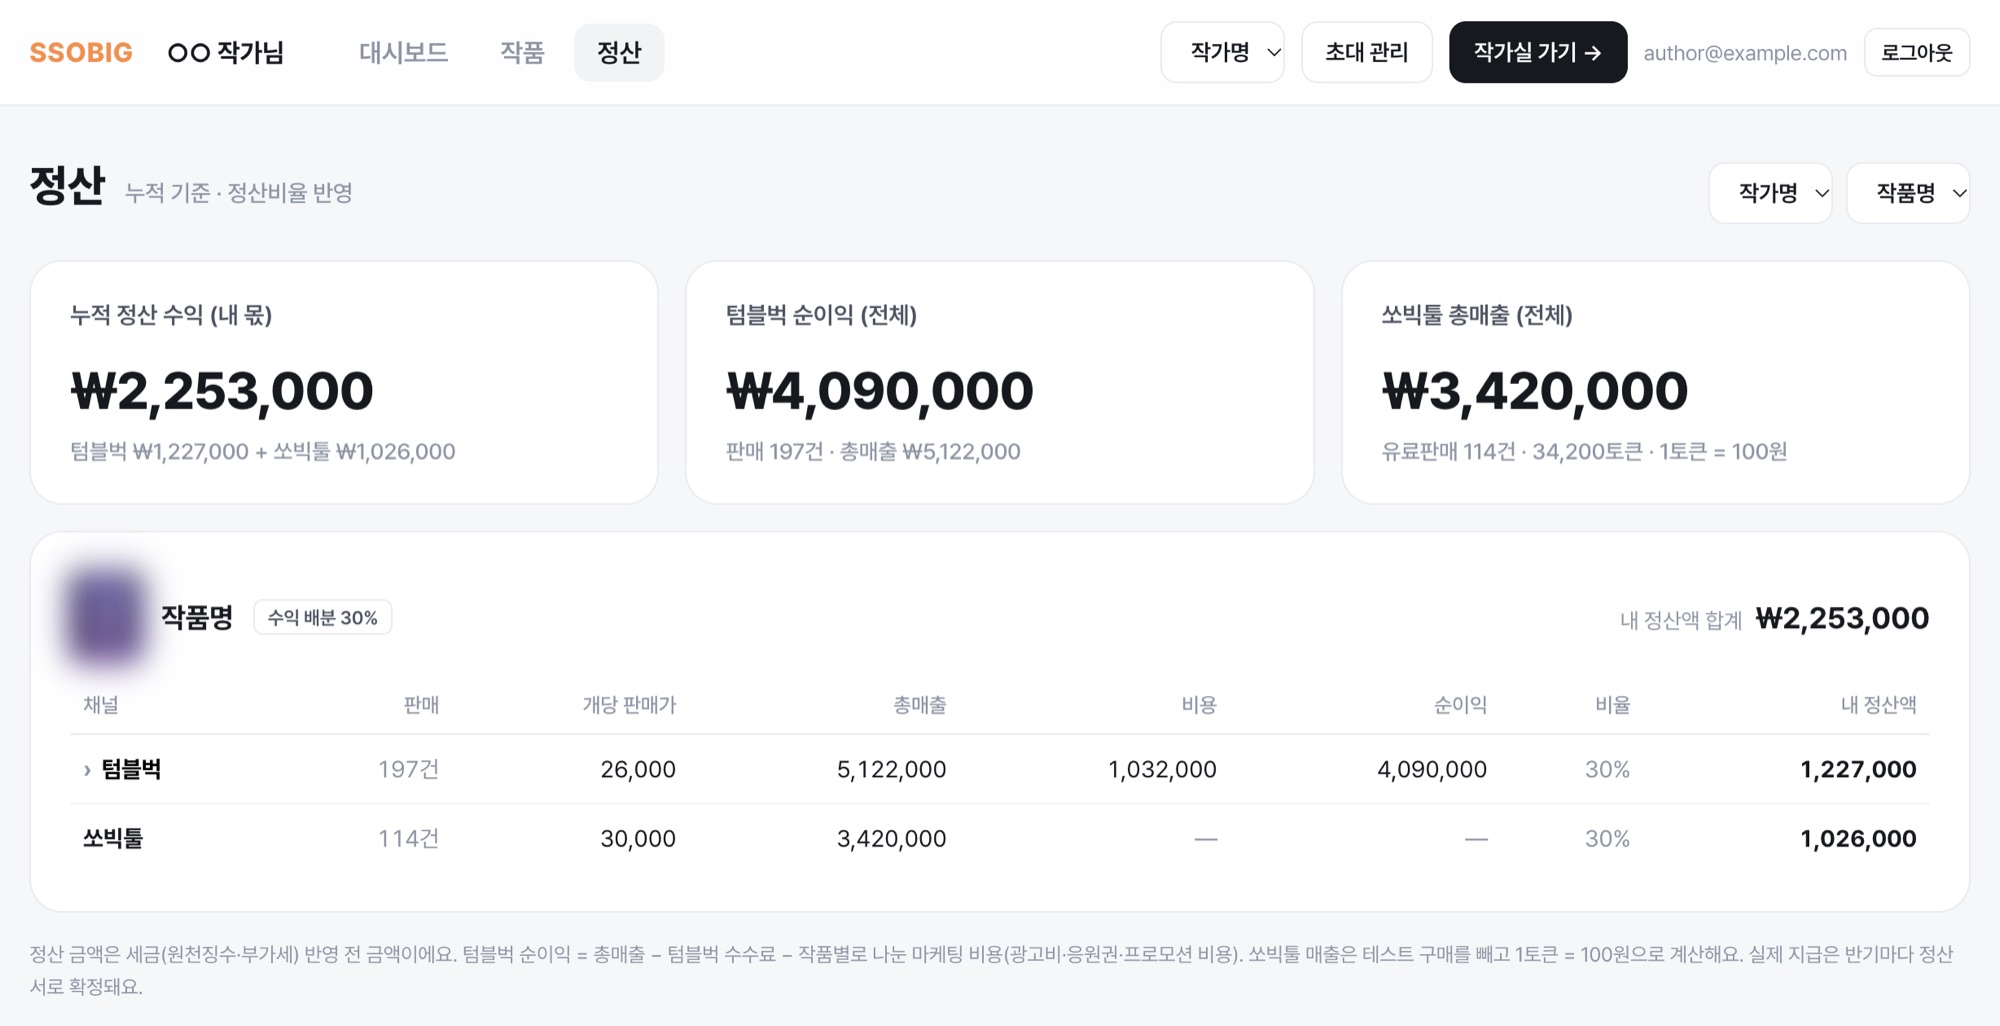 SSOBIG ○○ 작가님 대시보드 작품 정산 작가명 초대 관리 작가실 가기 → author@example.com 로그아웃
정산 누적 기준 · 정산비율 반영 작가명 작품명
누적 정산 수익 (내 몫)
₩2,253,000
텀블벅 ₩1,227,000 + 쏘빅툴 ₩1,026,000
텀블벅 순이익 (전체)
₩4,090,000
판매 197건 · 총매출 ₩5,122,000
쏘빅툴 총매출 (전체)
₩3,420,000
유료판매 114건 · 34,200토큰 · 1토큰 = 100원
작품명 수익 배분 30% 내 정산액 합계 ₩2,253,000
채널 판매 개당 판매가 총매출 비용 순이익 비율 내 정산액
› 텀블벅 197건 26,000 5,122,000 1,032,000 4,090,000 30% 1,227,000
쏘빅툴 114건 30,000 3,420,000 — — 30% 1,026,000
정산 금액은 세금(원천징수·부가세) 반영 전 금액이에요. 텀블벅 순이익 = 총매출 − 텀블벅 수수료 − 작품별로 나눈 마케팅 비용(광고비·응원권·프로모션 비용). 쏘빅툴 매출은 테스트 구매를 빼고 1토큰 = 100원으로 계산해요. 실제 지급은 반기마다 정산
서로 확정돼요.